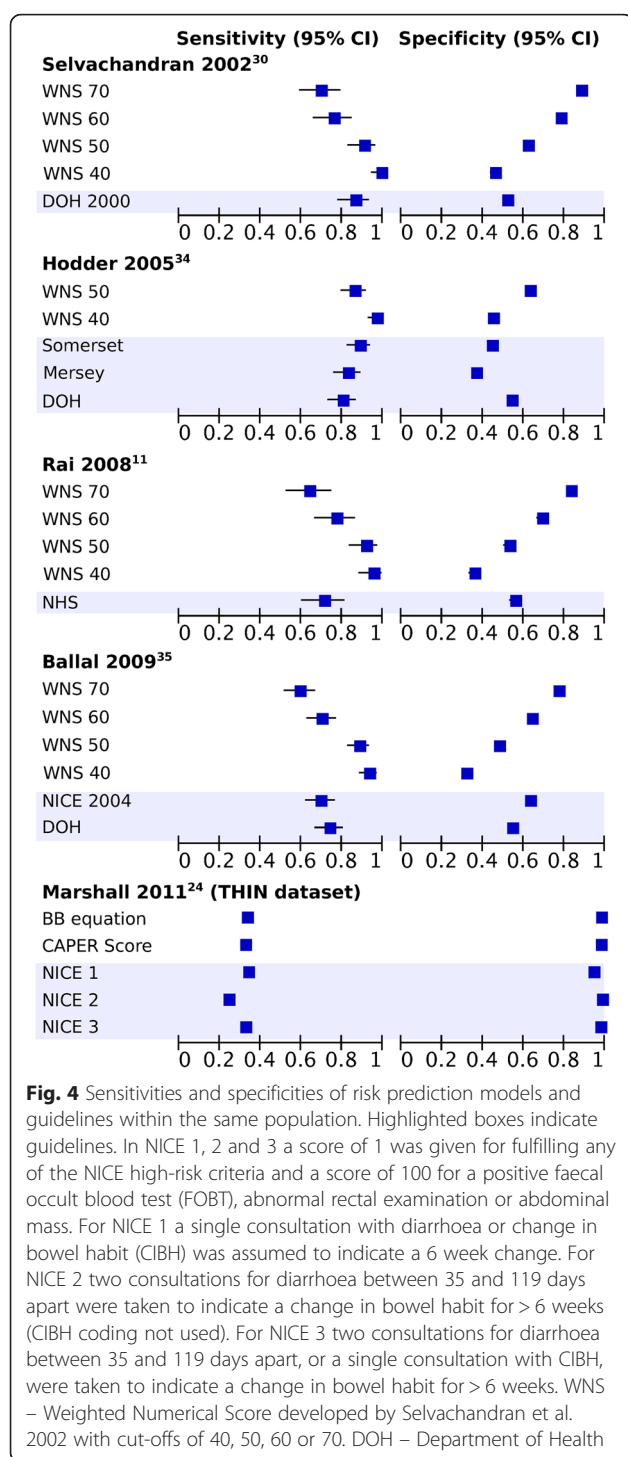 Sensitivity (95% CI) Specificity (95% CI)
Selvachandran 2002³⁰
WNS 70
WNS 60
WNS 50
WNS 40
DOH 2000
0 0.2 0.4 0.6 0.8 1 0 0.2 0.4 0.6 0.8 1
Hodder 2005³⁴
WNS 50
WNS 40
Somerset
Mersey
DOH
0 0.2 0.4 0.6 0.8 1 0 0.2 0.4 0.6 0.8 1
Rai 2008¹¹
WNS 70
WNS 60
WNS 50
WNS 40
NHS
0 0.2 0.4 0.6 0.8 1 0 0.2 0.4 0.6 0.8 1
Ballal 2009³⁵
WNS 70
WNS 60
WNS 50
WNS 40
NICE 2004
DOH
0 0.2 0.4 0.6 0.8 1 0 0.2 0.4 0.6 0.8 1
Marshall 2011²⁴ (THIN dataset)
BB equation
CAPER Score
NICE 1
NICE 2
NICE 3
0 0.2 0.4 0.6 0.8 1 0 0.2 0.4 0.6 0.8 1
Fig. 4 Sensitivities and specificities of risk prediction models and
guidelines within the same population. Highlighted boxes indicate
guidelines. In NICE 1, 2 and 3 a score of 1 was given for fulfilling any
of the NICE high-risk criteria and a score of 100 for a positive faecal
occult blood test (FOBT), abnormal rectal examination or abdominal
mass. For NICE 1 a single consultation with diarrhoea or change in
bowel habit (CIBH) was assumed to indicate a 6 week change. For
NICE 2 two consultations for diarrhoea between 35 and 119 days
apart were taken to indicate a change in bowel habit for > 6 weeks
(CIBH coding not used). For NICE 3 two consultations for diarrhoea
between 35 and 119 days apart, or a single consultation with CIBH,
were taken to indicate a change in bowel habit for > 6 weeks. WNS
– Weighted Numerical Score developed by Selvachandran et al.
2002 with cut-offs of 40, 50, 60 or 70. DOH – Department of Health